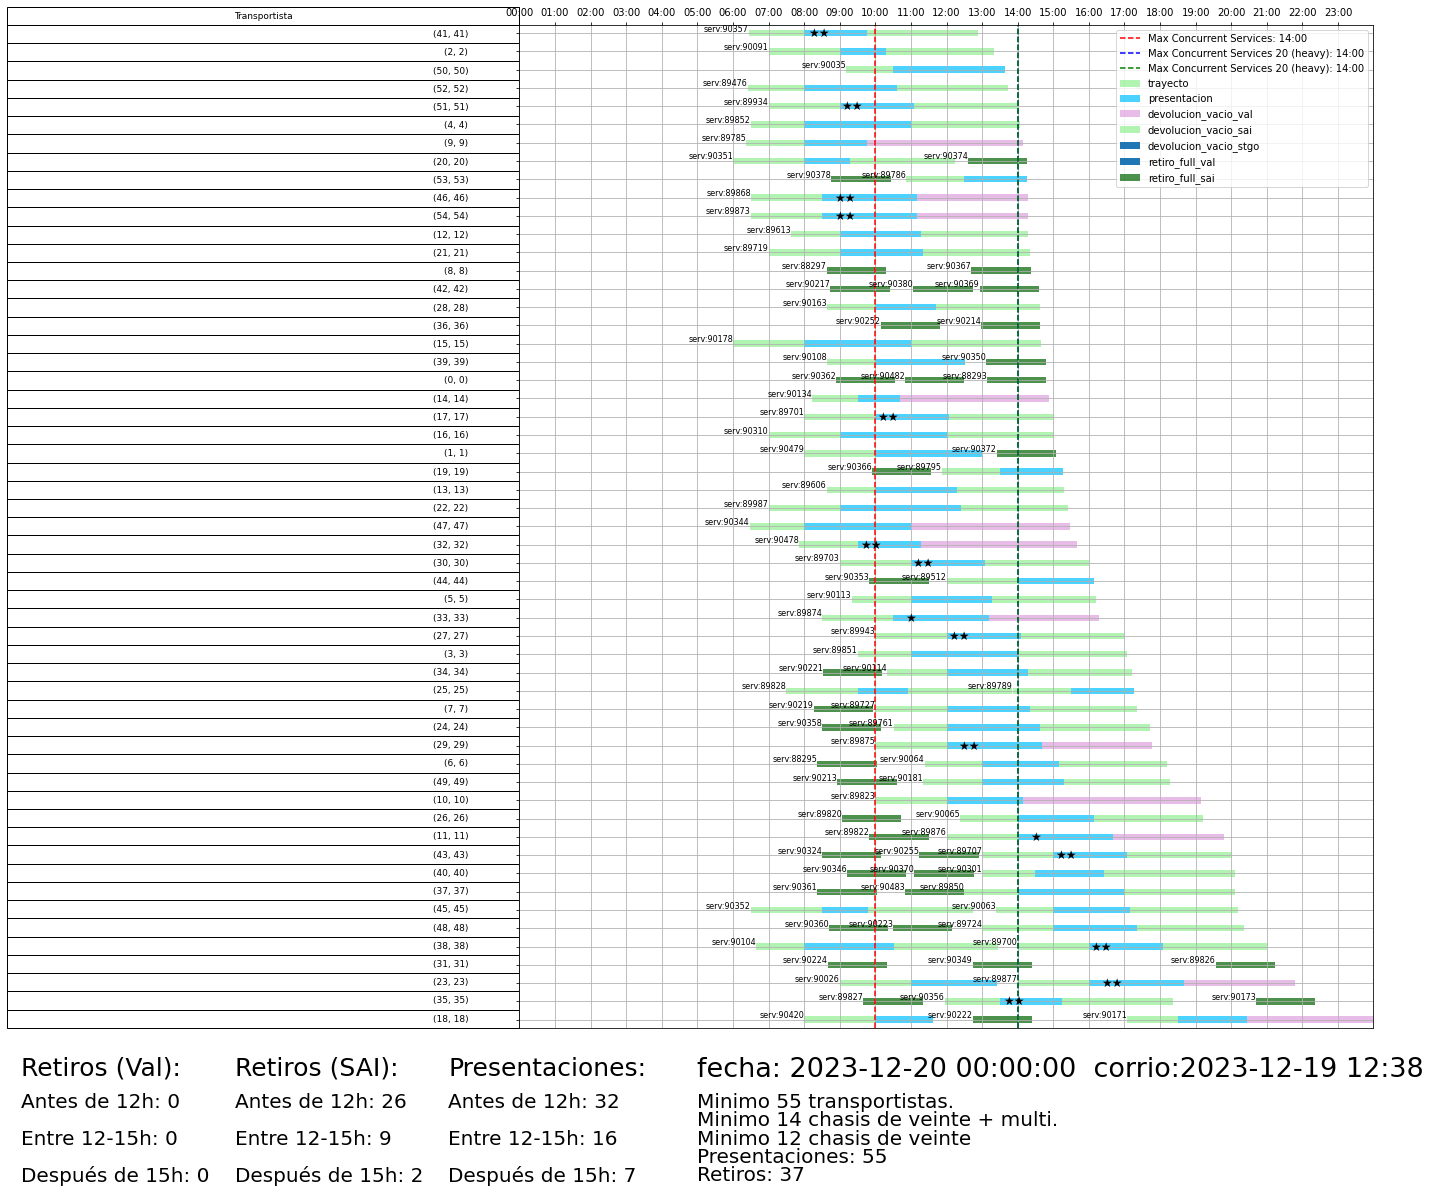 Transportista
00:00 01:00 02:00 03:00 04:00 05:00 06:00 07:00 08:00 09:00 10:00 11:00 12:00 13:00 14:00 15:00 16:00 17:00 18:00 19:00 20:00 21:00 22:00 23:00
Max Concurrent Services: 14:00
Max Concurrent Services 20 (heavy): 14:00
Max Concurrent Services 20 (heavy): 14:00
trayecto
presentacion
devolucion_vacio_val
devolucion_vacio_sai
devolucion_vacio_stgo
retiro_full_val
retiro_full_sai
(41, 41) serv:90357
(2, 2) serv:90091
(50, 50) serv:90035
(52, 52) serv:89476
(51, 51) serv:89934
(4, 4) serv:89852
(9, 9) serv:89785
(20, 20) serv:90351 serv:90374
(53, 53) serv:90378 serv:89786
(46, 46) serv:89868
(54, 54) serv:89873
(12, 12) serv:89613
(21, 21) serv:89719
(8, 8) serv:88297 serv:90367
(42, 42) serv:90217 serv:90380 serv:90369
(28, 28) serv:90163
(36, 36) serv:90252 serv:90214
(15, 15) serv:90178
(39, 39) serv:90108 serv:90350
(0, 0) serv:90362 serv:90482 serv:88293
(14, 14) serv:90134
(17, 17) serv:89701
(16, 16) serv:90310
(1, 1) serv:90479 serv:90372
(19, 19) serv:90366 serv:89795
(13, 13) serv:89606
(22, 22) serv:89987
(47, 47) serv:90344
(32, 32) serv:90478
(30, 30) serv:89703
(44, 44) serv:90353 serv:89512
(5, 5) serv:90113
(33, 33) serv:89874
(27, 27) serv:89943
(3, 3) serv:89851
(34, 34) serv:90221 serv:90114
(25, 25) serv:89828 serv:89789
(7, 7) serv:90219 serv:89727
(24, 24) serv:90358 serv:89761
(29, 29) serv:89875
(6, 6) serv:88295 serv:90064
(49, 49) serv:90213 serv:90181
(10, 10) serv:89823
(26, 26) serv:89820 serv:90065
(11, 11) serv:89822 serv:89876
(43, 43) serv:90324 serv:90255 serv:89707
(40, 40) serv:90346 serv:90370 serv:90301
(37, 37) serv:90361 serv:90483 serv:89850
(45, 45) serv:90352 serv:90063
(48, 48) serv:90360 serv:90223 serv:89724
(38, 38) serv:90104 serv:89700
(31, 31) serv:90224 serv:90349 serv:89826
(23, 23) serv:90026 serv:89877
(35, 35) serv:89827 serv:90356 serv:90173
(18, 18) serv:90420 serv:90222 serv:90171
Retiros (Val):
Antes de 12h: 0
Entre 12-15h: 0
Después de 15h: 0
Retiros (SAI):
Antes de 12h: 26
Entre 12-15h: 9
Después de 15h: 2
Presentaciones:
Antes de 12h: 32
Entre 12-15h: 16
Después de 15h: 7
fecha: 2023-12-20 00:00:00 corrio:2023-12-19 12:38
Minimo 55 transportistas.
Minimo 14 chasis de veinte + multi.
Minimo 12 chasis de veinte
Presentaciones: 55
Retiros: 37